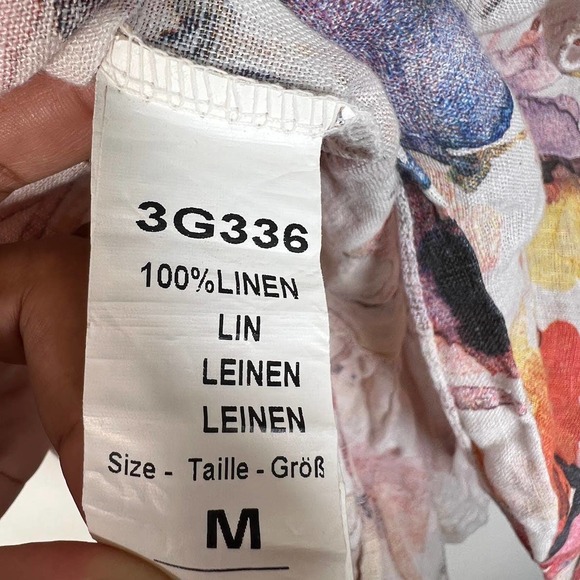 3G336
100%LINEN
LIN
LEINEN
LEINEN
Size - Taille - Größ
M